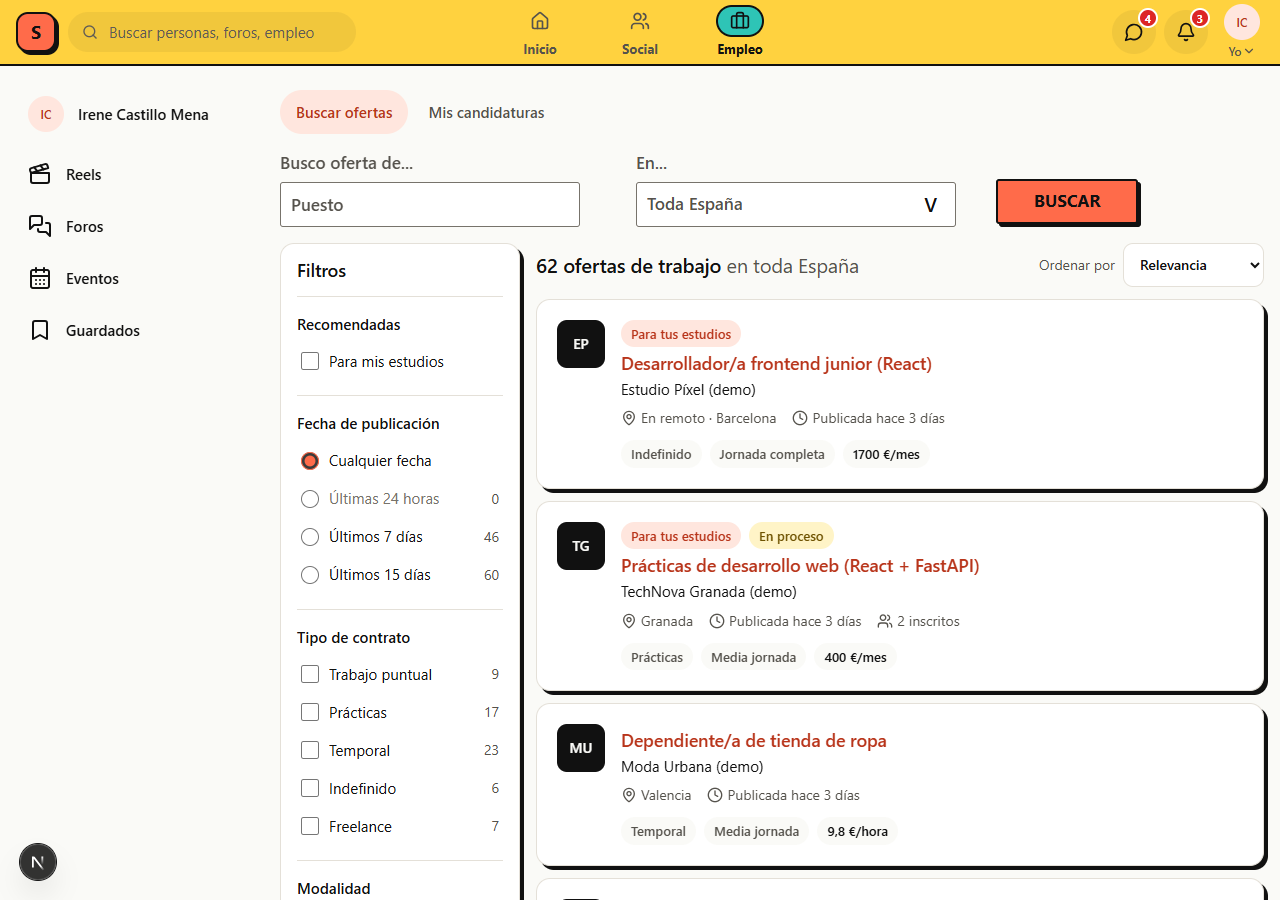 S
Buscar personas, foros, empleo
Inicio
Social
Empleo
4
3
IC
Yo
IC
Irene Castillo Mena
Reels
Foros
Eventos
Guardados
N
Buscar ofertas
Mis candidaturas
Busco oferta de...
Puesto
En...
Toda España
V
BUSCAR
Filtros
Recomendadas
Para mis estudios
Fecha de publicación
Cualquier fecha
Últimas 24 horas 0
Últimos 7 días 46
Últimos 15 días 60
Tipo de contrato
Trabajo puntual 9
Prácticas 17
Temporal 23
Indefinido 6
Freelance 7
Modalidad
62 ofertas de trabajo en toda España
Ordenar por
Relevancia
EP
Para tus estudios
Desarrollador/a frontend junior (React)
Estudio Píxel (demo)
En remoto · Barcelona
Publicada hace 3 días
Indefinido
Jornada completa
1700 €/mes
TG
Para tus estudios
En proceso
Prácticas de desarrollo web (React + FastAPI)
TechNova Granada (demo)
Granada
Publicada hace 3 días
2 inscritos
Prácticas
Media jornada
400 €/mes
MU
Dependiente/a de tienda de ropa
Moda Urbana (demo)
Valencia
Publicada hace 3 días
Temporal
Media jornada
9,8 €/hora